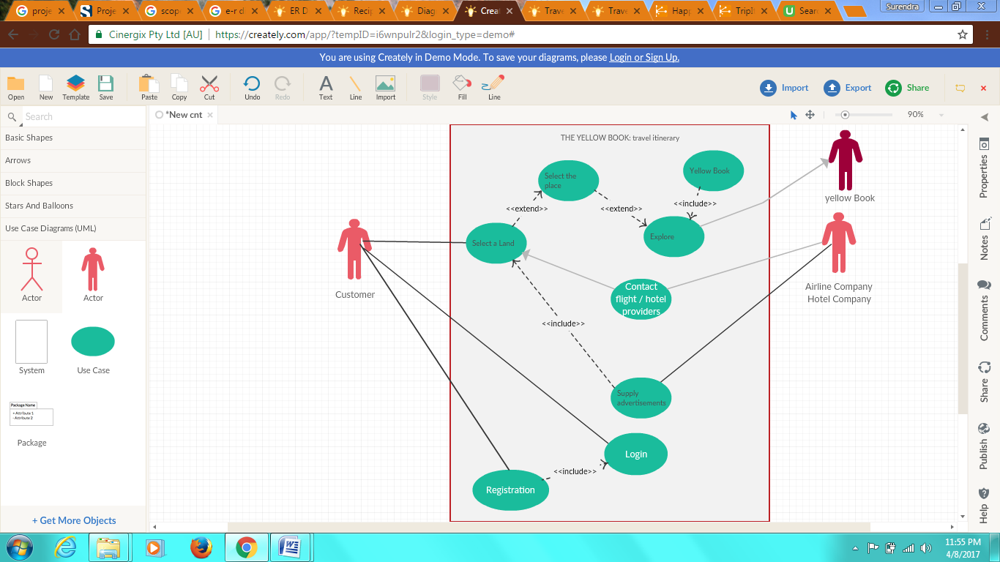 proje
Proje
scop
e-r d
ER D
Recip
Diag
Creat
Trave
Trave
Happ
TripIt
Searc
Surendra
Cinergix Pty Ltd [AU]
https://creately.com/app/?tempID=i6wnpulr2&login_type=demo#
You are using Creately in Demo Mode. To save your diagrams, please Login or Sign Up.
Open
New
Template
Save
Paste
Copy
Cut
Undo
Redo
Text
Line
Import
Style
Fill
Line
Import
Export
Share
Search
*New cnt
90%
Basic Shapes
Arrows
Block Shapes
Stars And Balloons
Use Case Diagrams (UML)
Actor
Actor
System
Use Case
Package Name
+ Attribute 1
- Attribute 2
Package
+ Get More Objects
THE YELLOW BOOK: travel itinerary
Select the
place
Yellow Book
<<extend>>
<<extend>>
<<include>>
Select a Land
Explore
Contact
flight / hotel
providers
<<include>>
Supply
advertisements
Login
<<include>>
Registration
Customer
yellow Book
Airline Company
Hotel Company
Properties
Notes
Comments
Share
Publish
Help
11:55 PM
4/8/2017